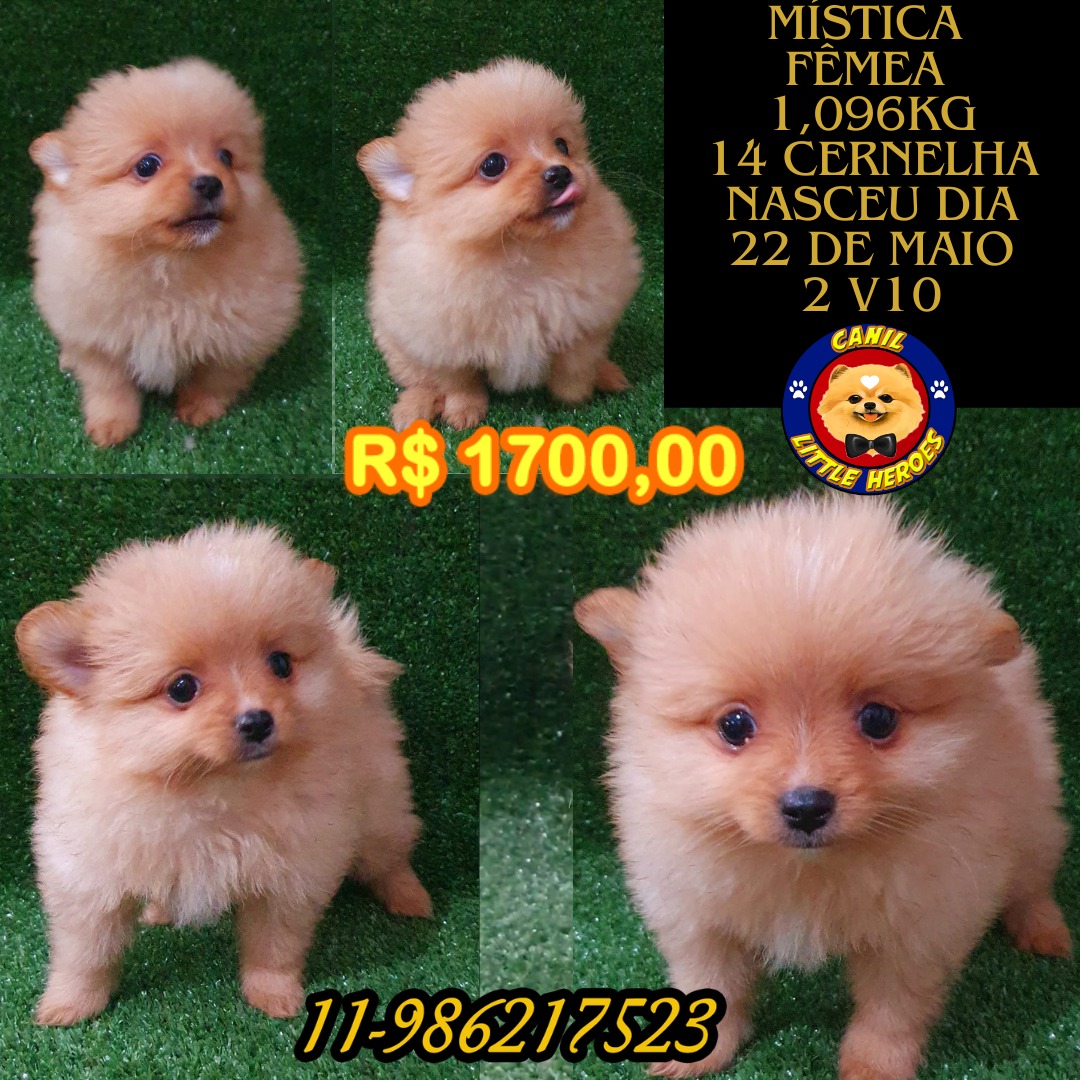 MÍSTICA
FÊMEA
1,096KG
14 CERNELHA
NASCEU DIA
22 DE MAIO
2 V10
CANIL
LITTLE HEROES
R$ 1700,00
11-986217523